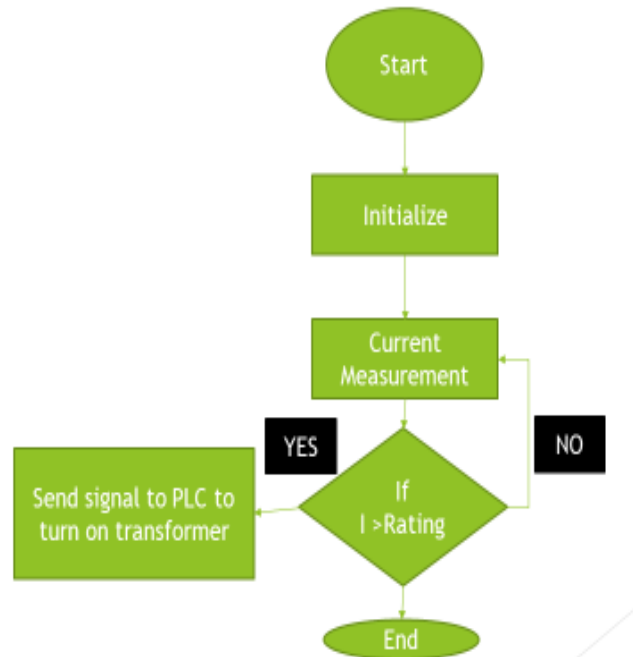 Start
Initialize
Current
Measurement
YES
NO
If
I >Rating
Send signal to PLC to
turn on transformer
End